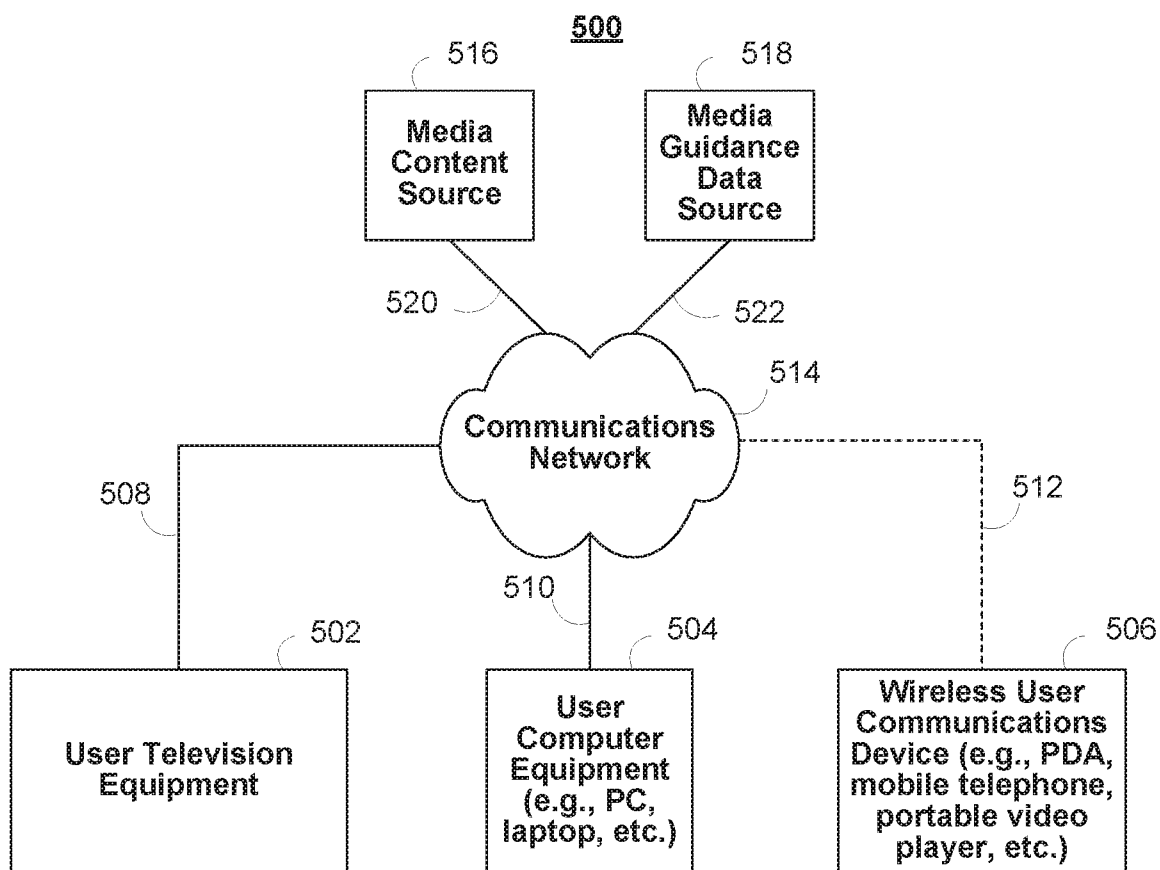 500
516
518
Media
Content
Source
Media
Guidance
Data
Source
520
522
514
Communications
Network
508
512
510
502
504
506
User Television
Equipment
User
Computer
Equipment
(e.g., PC,
laptop, etc.)
Wireless User
Communications
Device (e.g., PDA,
mobile telephone,
portable video
player, etc.)